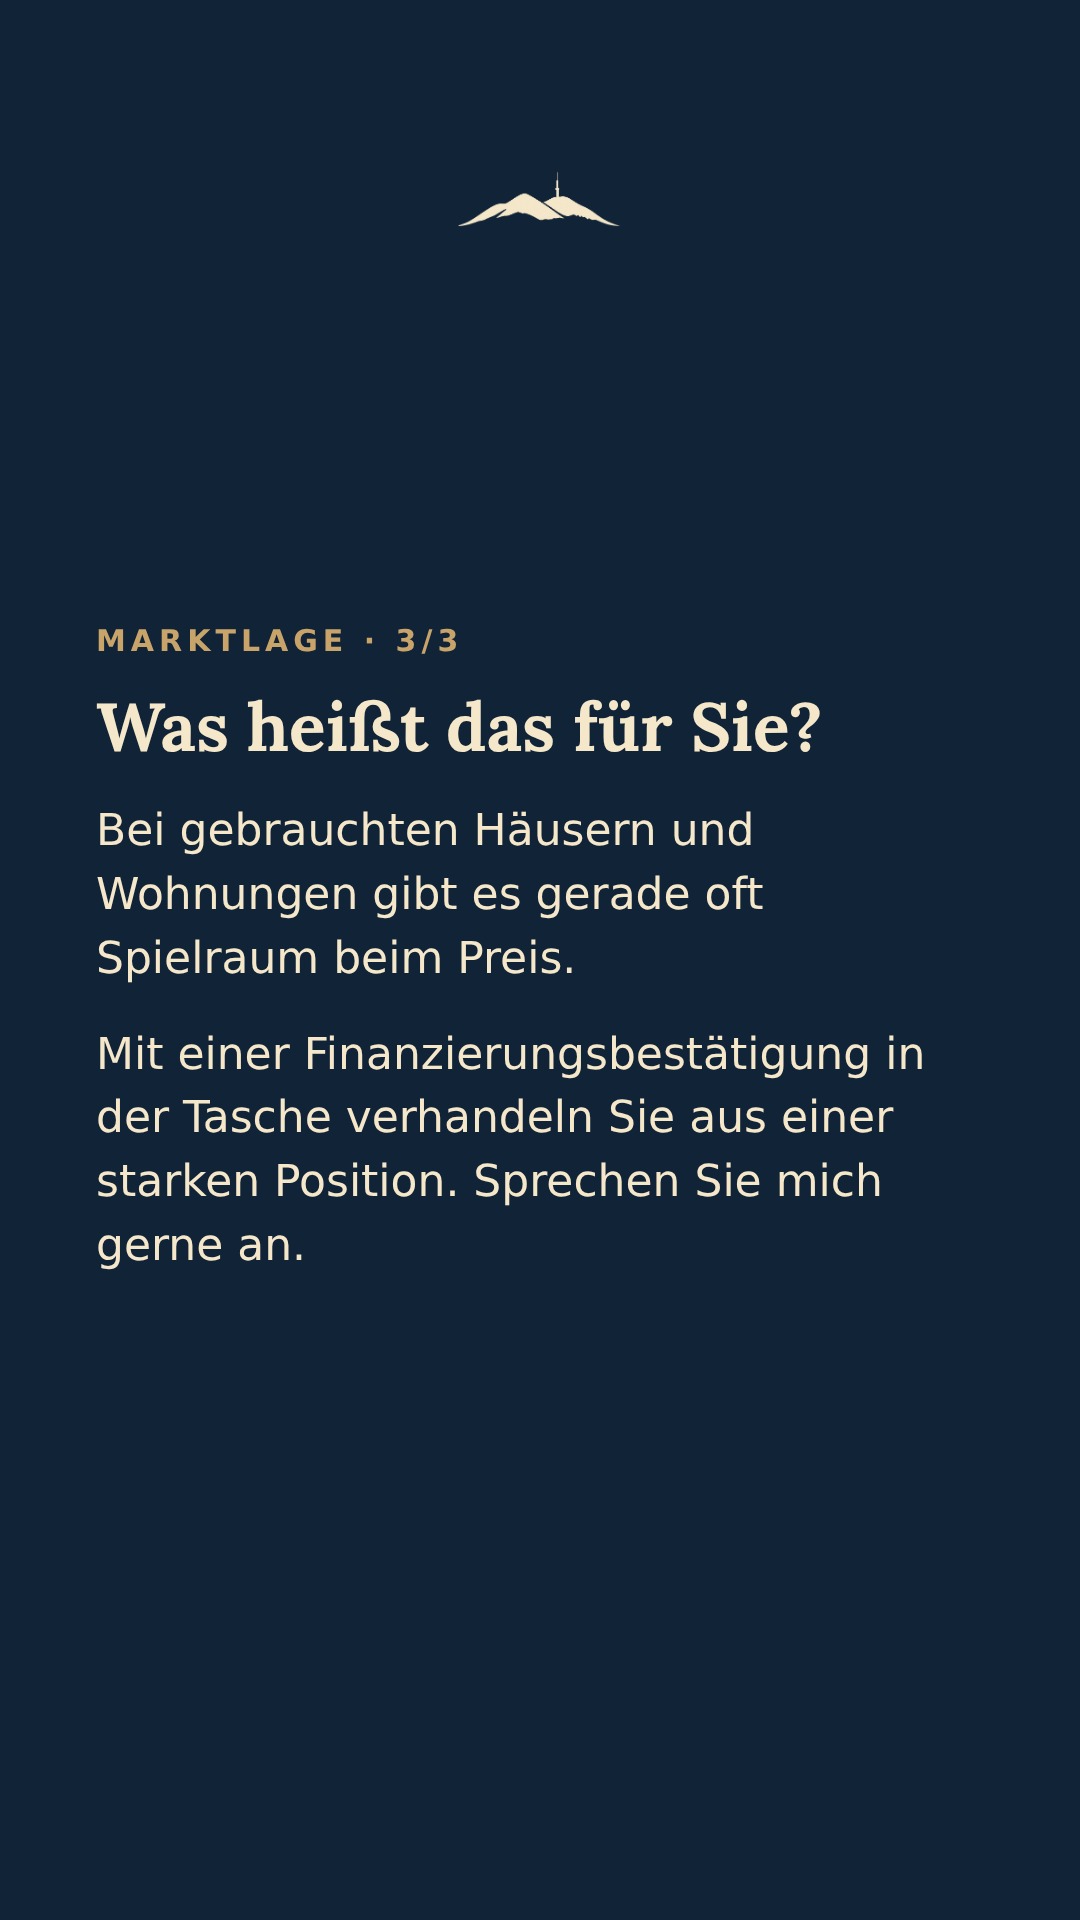 MARKTLAGE · 3/3
Was heißt das für Sie?
Bei gebrauchten Häusern und
Wohnungen gibt es gerade oft
Spielraum beim Preis.
Mit einer Finanzierungsbestätigung in
der Tasche verhandeln Sie aus einer
starken Position. Sprechen Sie mich
gerne an.